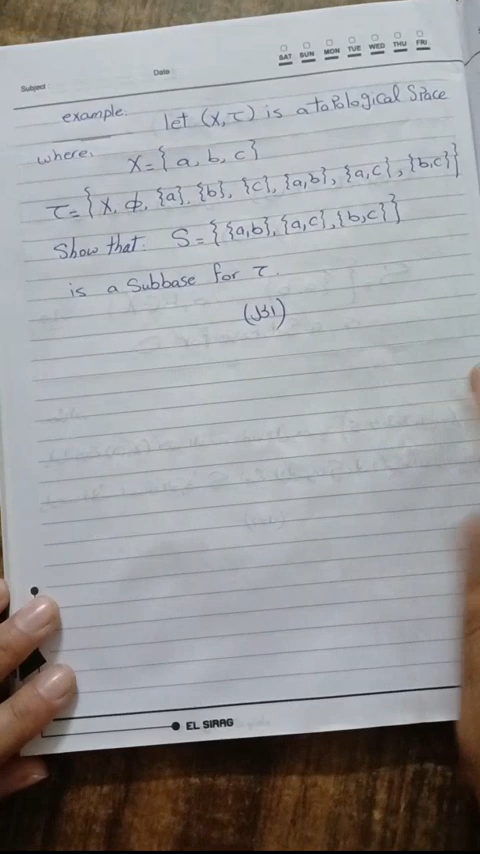 Subject :
Date :
SAT SUN MON TUE WED THU FRI
example: let (X,τ) is a topological Space
where, X={a, b, c}
τ={X, φ, {a}, {b}, {c}, {a,b}, {a,c}, {b,c}}
Show that: S={{a,b}, {a,c}, {b,c}}
is a Subbase for τ.
EL SIRAG